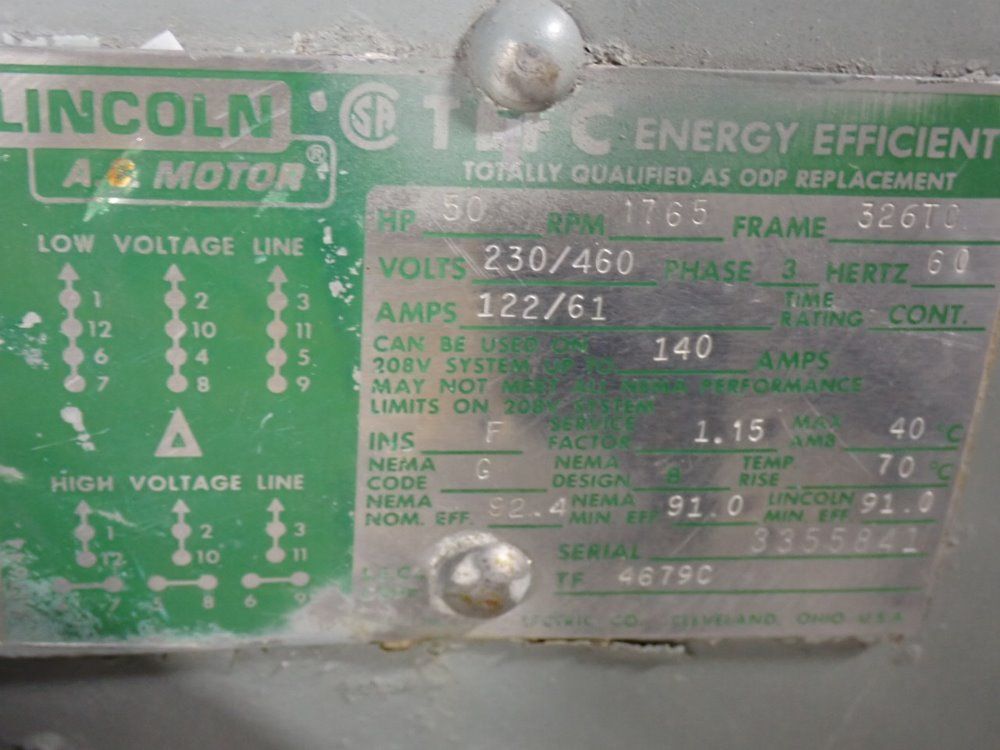 LINCOLN
A.C. MOTOR®
CSA TEFC ENERGY EFFICIENT
TOTALLY QUALIFIED AS ODP REPLACEMENT
HP 50 RPM 1765 FRAME 326TC
VOLTS 230/460 PHASE 3 HERTZ 60
AMPS 122/61 TIME RATING CONT.
CAN BE USED ON
208V SYSTEM UP TO 140 AMPS
MAY NOT MEET ALL NEMA PERFORMANCE
LIMITS ON 208V SYSTEM
INS F SERVICE FACTOR 1.15 MAX AMB 40 °C
NEMA CODE G NEMA DESIGN B TEMP RISE 70 °C
NEMA NOM. EFF. 92.4 NEMA MIN EFF 91.0 LINCOLN MIN EFF 91.0
SERIAL 3355841
TF 4679C
ELECTRIC CO., CLEVELAND, OHIO U.S.A.
LOW VOLTAGE LINE
1 2 3
12 10 11
6 4 5
7 8 9
Δ
HIGH VOLTAGE LINE
1 2 3
12 10 11
7 8 6 9